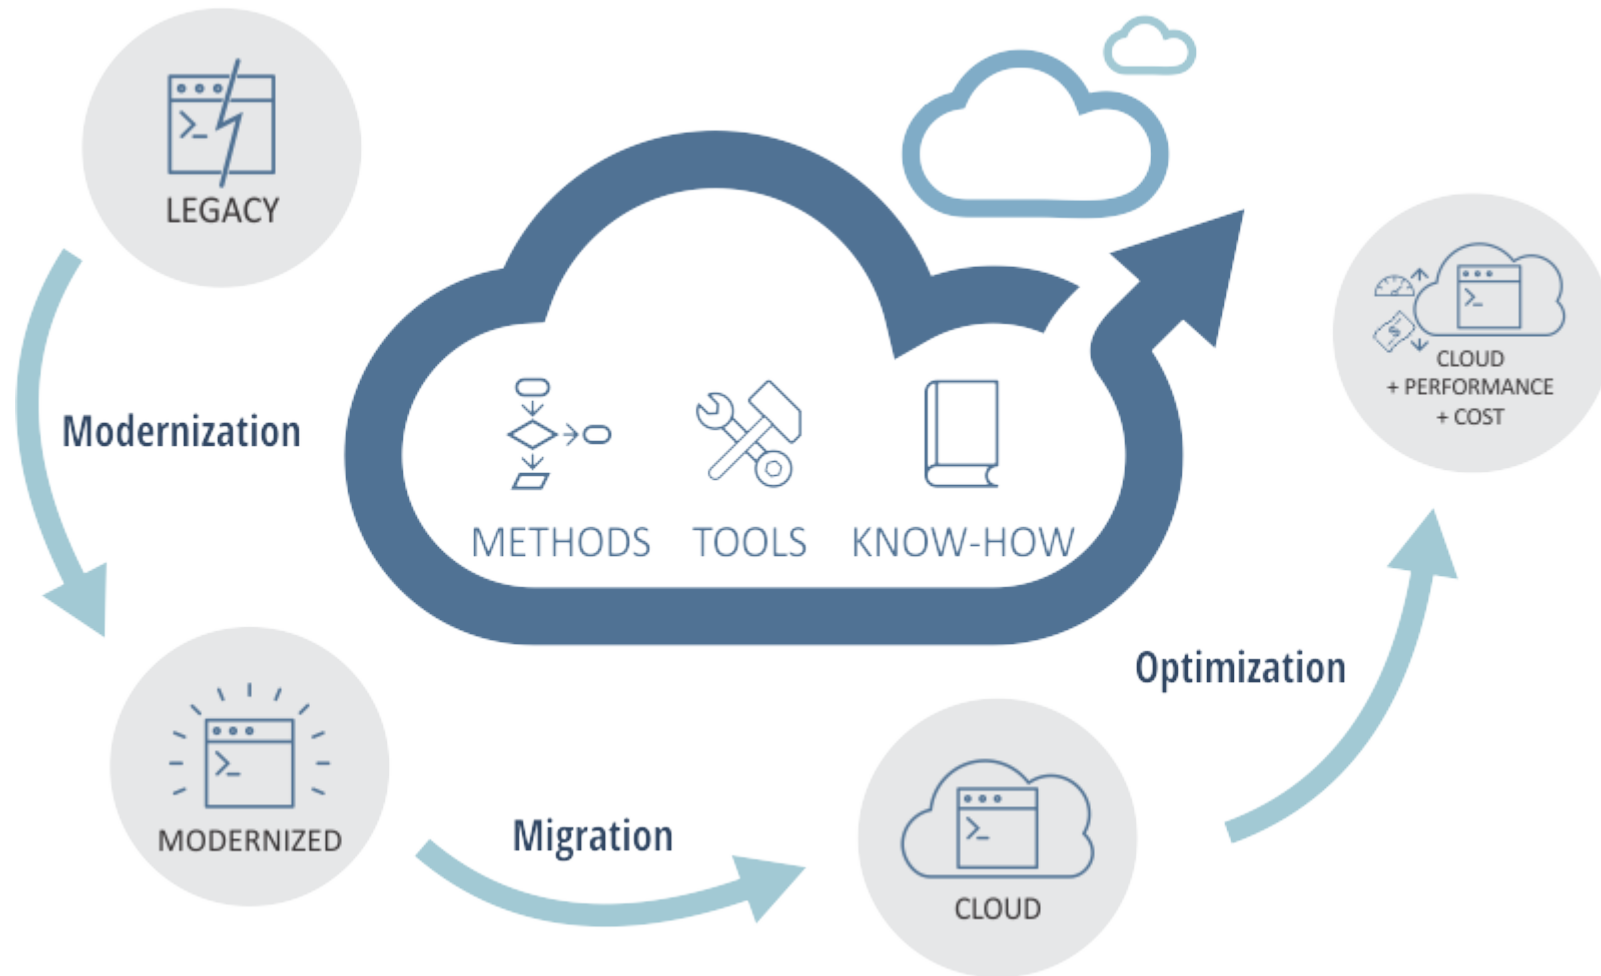 LEGACY
Modernization
METHODS TOOLS KNOW-HOW
MODERNIZED
Migration
CLOUD
Optimization
CLOUD
+ PERFORMANCE
+ COST